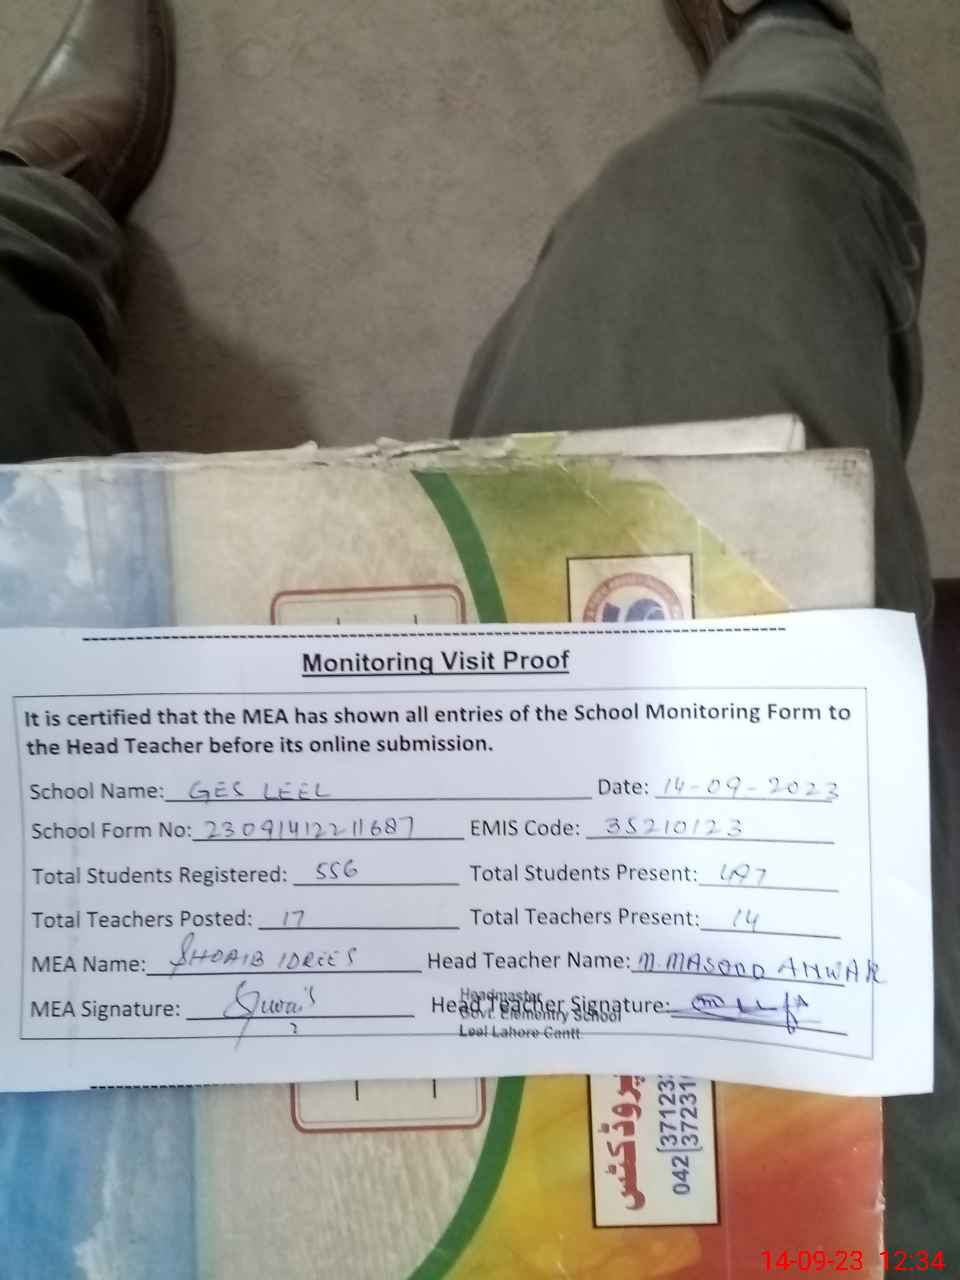 Monitoring Visit Proof
It is certified that the MEA has shown all entries of the School Monitoring Form to
the Head Teacher before its online submission.
School Name: GES LEEL Date: 14-09-2023
School Form No: 23091412211687 EMIS Code: 35210123
Total Students Registered: 556 Total Students Present: 497
Total Teachers Posted: 17 Total Teachers Present: 14
MEA Name: SHOAIB IDREES Head Teacher Name: M. MASOOD ANWAR
MEA Signature: Head Teacher Signature:
Headmaster
Govt. Elementry School
Leel Lahore Cantt.
پروڈکٹس
042
14-09-23 12:34